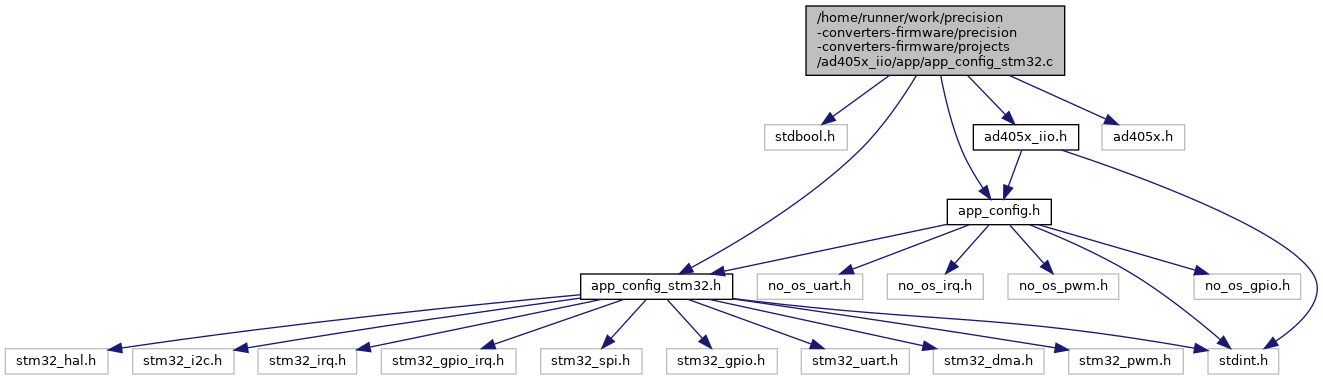 /home/runner/work/precision
-converters-firmware/precision
-converters-firmware/projects
/ad405x_iio/app/app_config_stm32.c
stdbool.h
ad405x_iio.h
ad405x.h
app_config.h
app_config_stm32.h
no_os_uart.h
no_os_irq.h
no_os_pwm.h
no_os_gpio.h
stm32_hal.h
stm32_i2c.h
stm32_irq.h
stm32_gpio_irq.h
stm32_spi.h
stm32_gpio.h
stm32_uart.h
stm32_dma.h
stm32_pwm.h
stdint.h